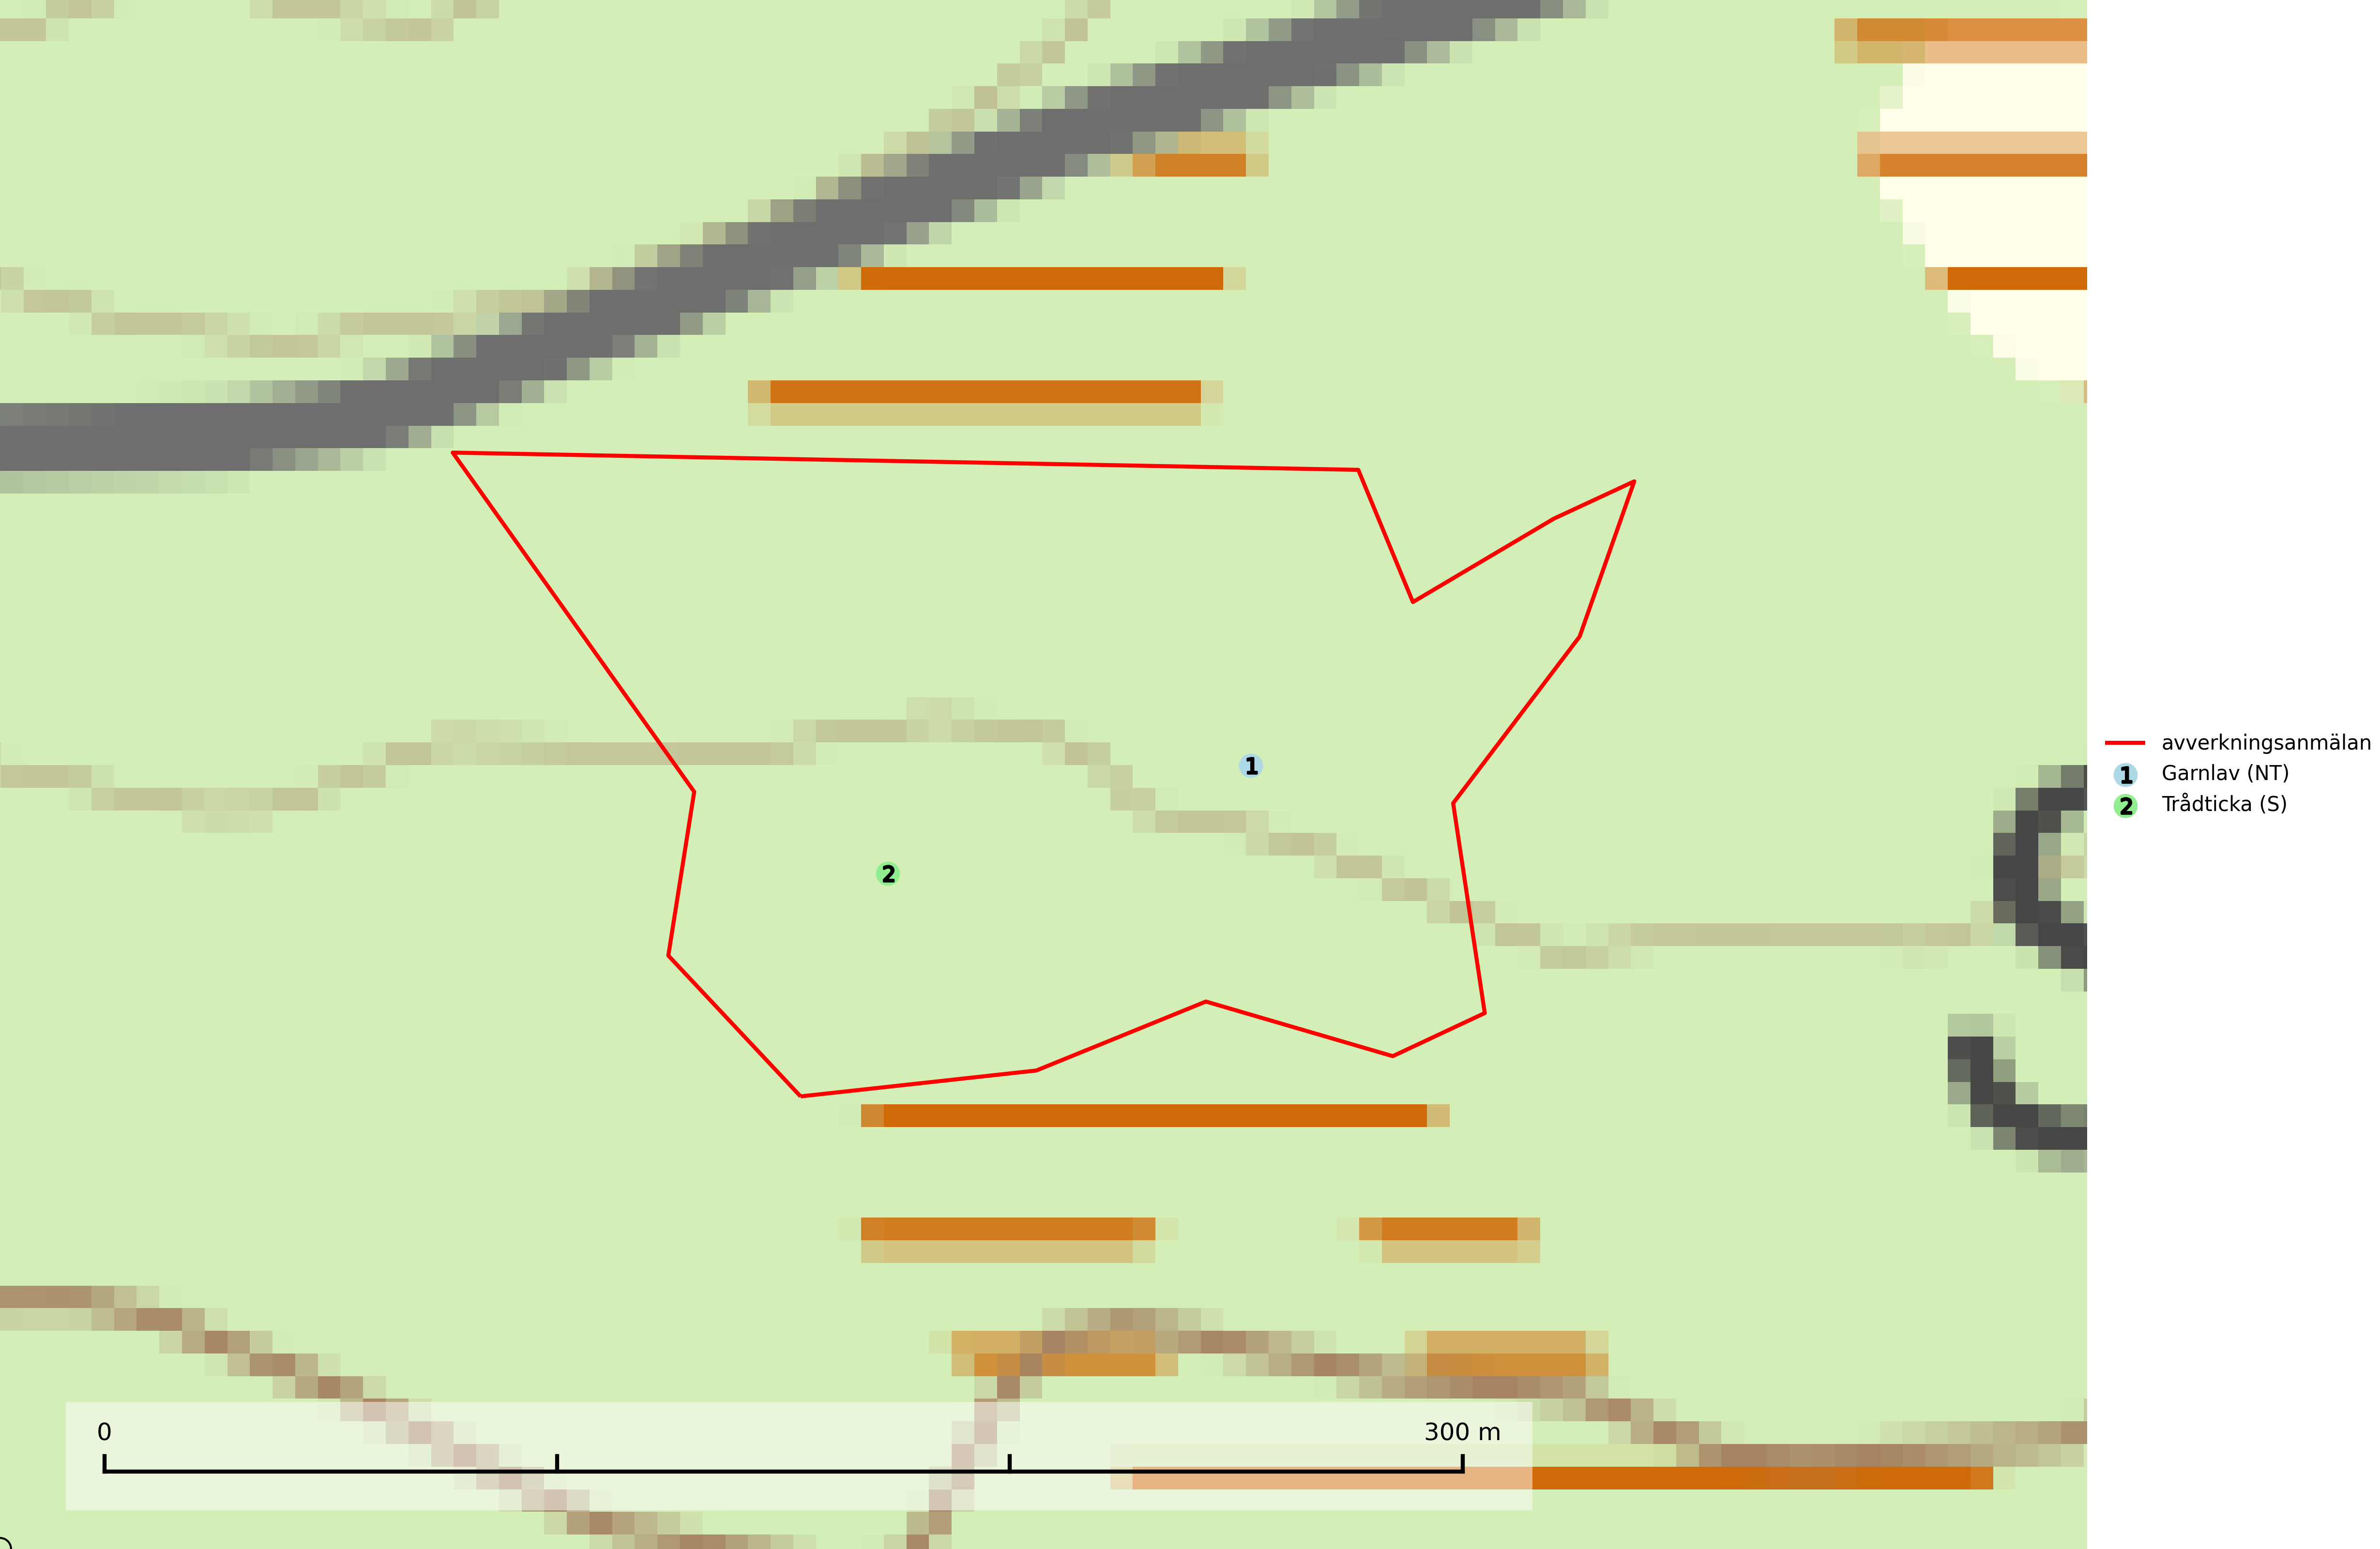 1
2
avverkningsanmälan
1 Garnlav (NT)
2 Trådticka (S)
0 300 m